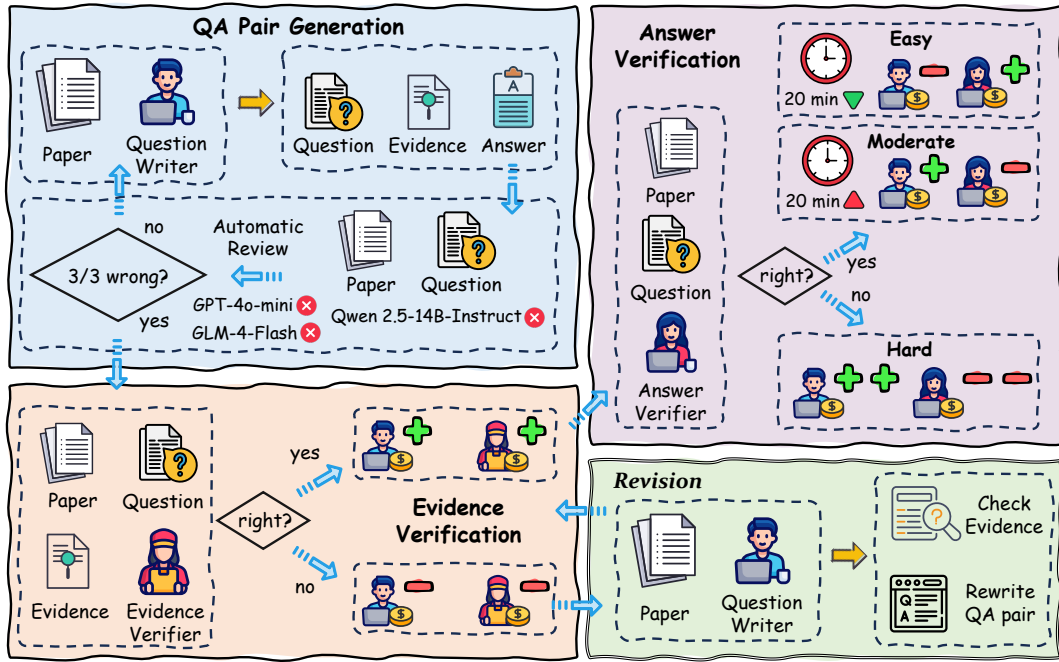 QA Pair Generation
Paper
Question
Writer
Question
Evidence
Answer
A
no
3/3 wrong?
yes
Automatic
Review
GPT-4o-mini
GLM-4-Flash
Paper
Question
Qwen 2.5-14B-Instruct
Paper
Question
Evidence
Evidence
Verifier
right?
yes
no
Evidence
Verification
Answer
Verification
Paper
Question
Answer
Verifier
right?
yes
no
Easy
20 min
Moderate
20 min
Hard
Revision
Paper
Question
Writer
Check
Evidence
Q
A
Rewrite
QA pair